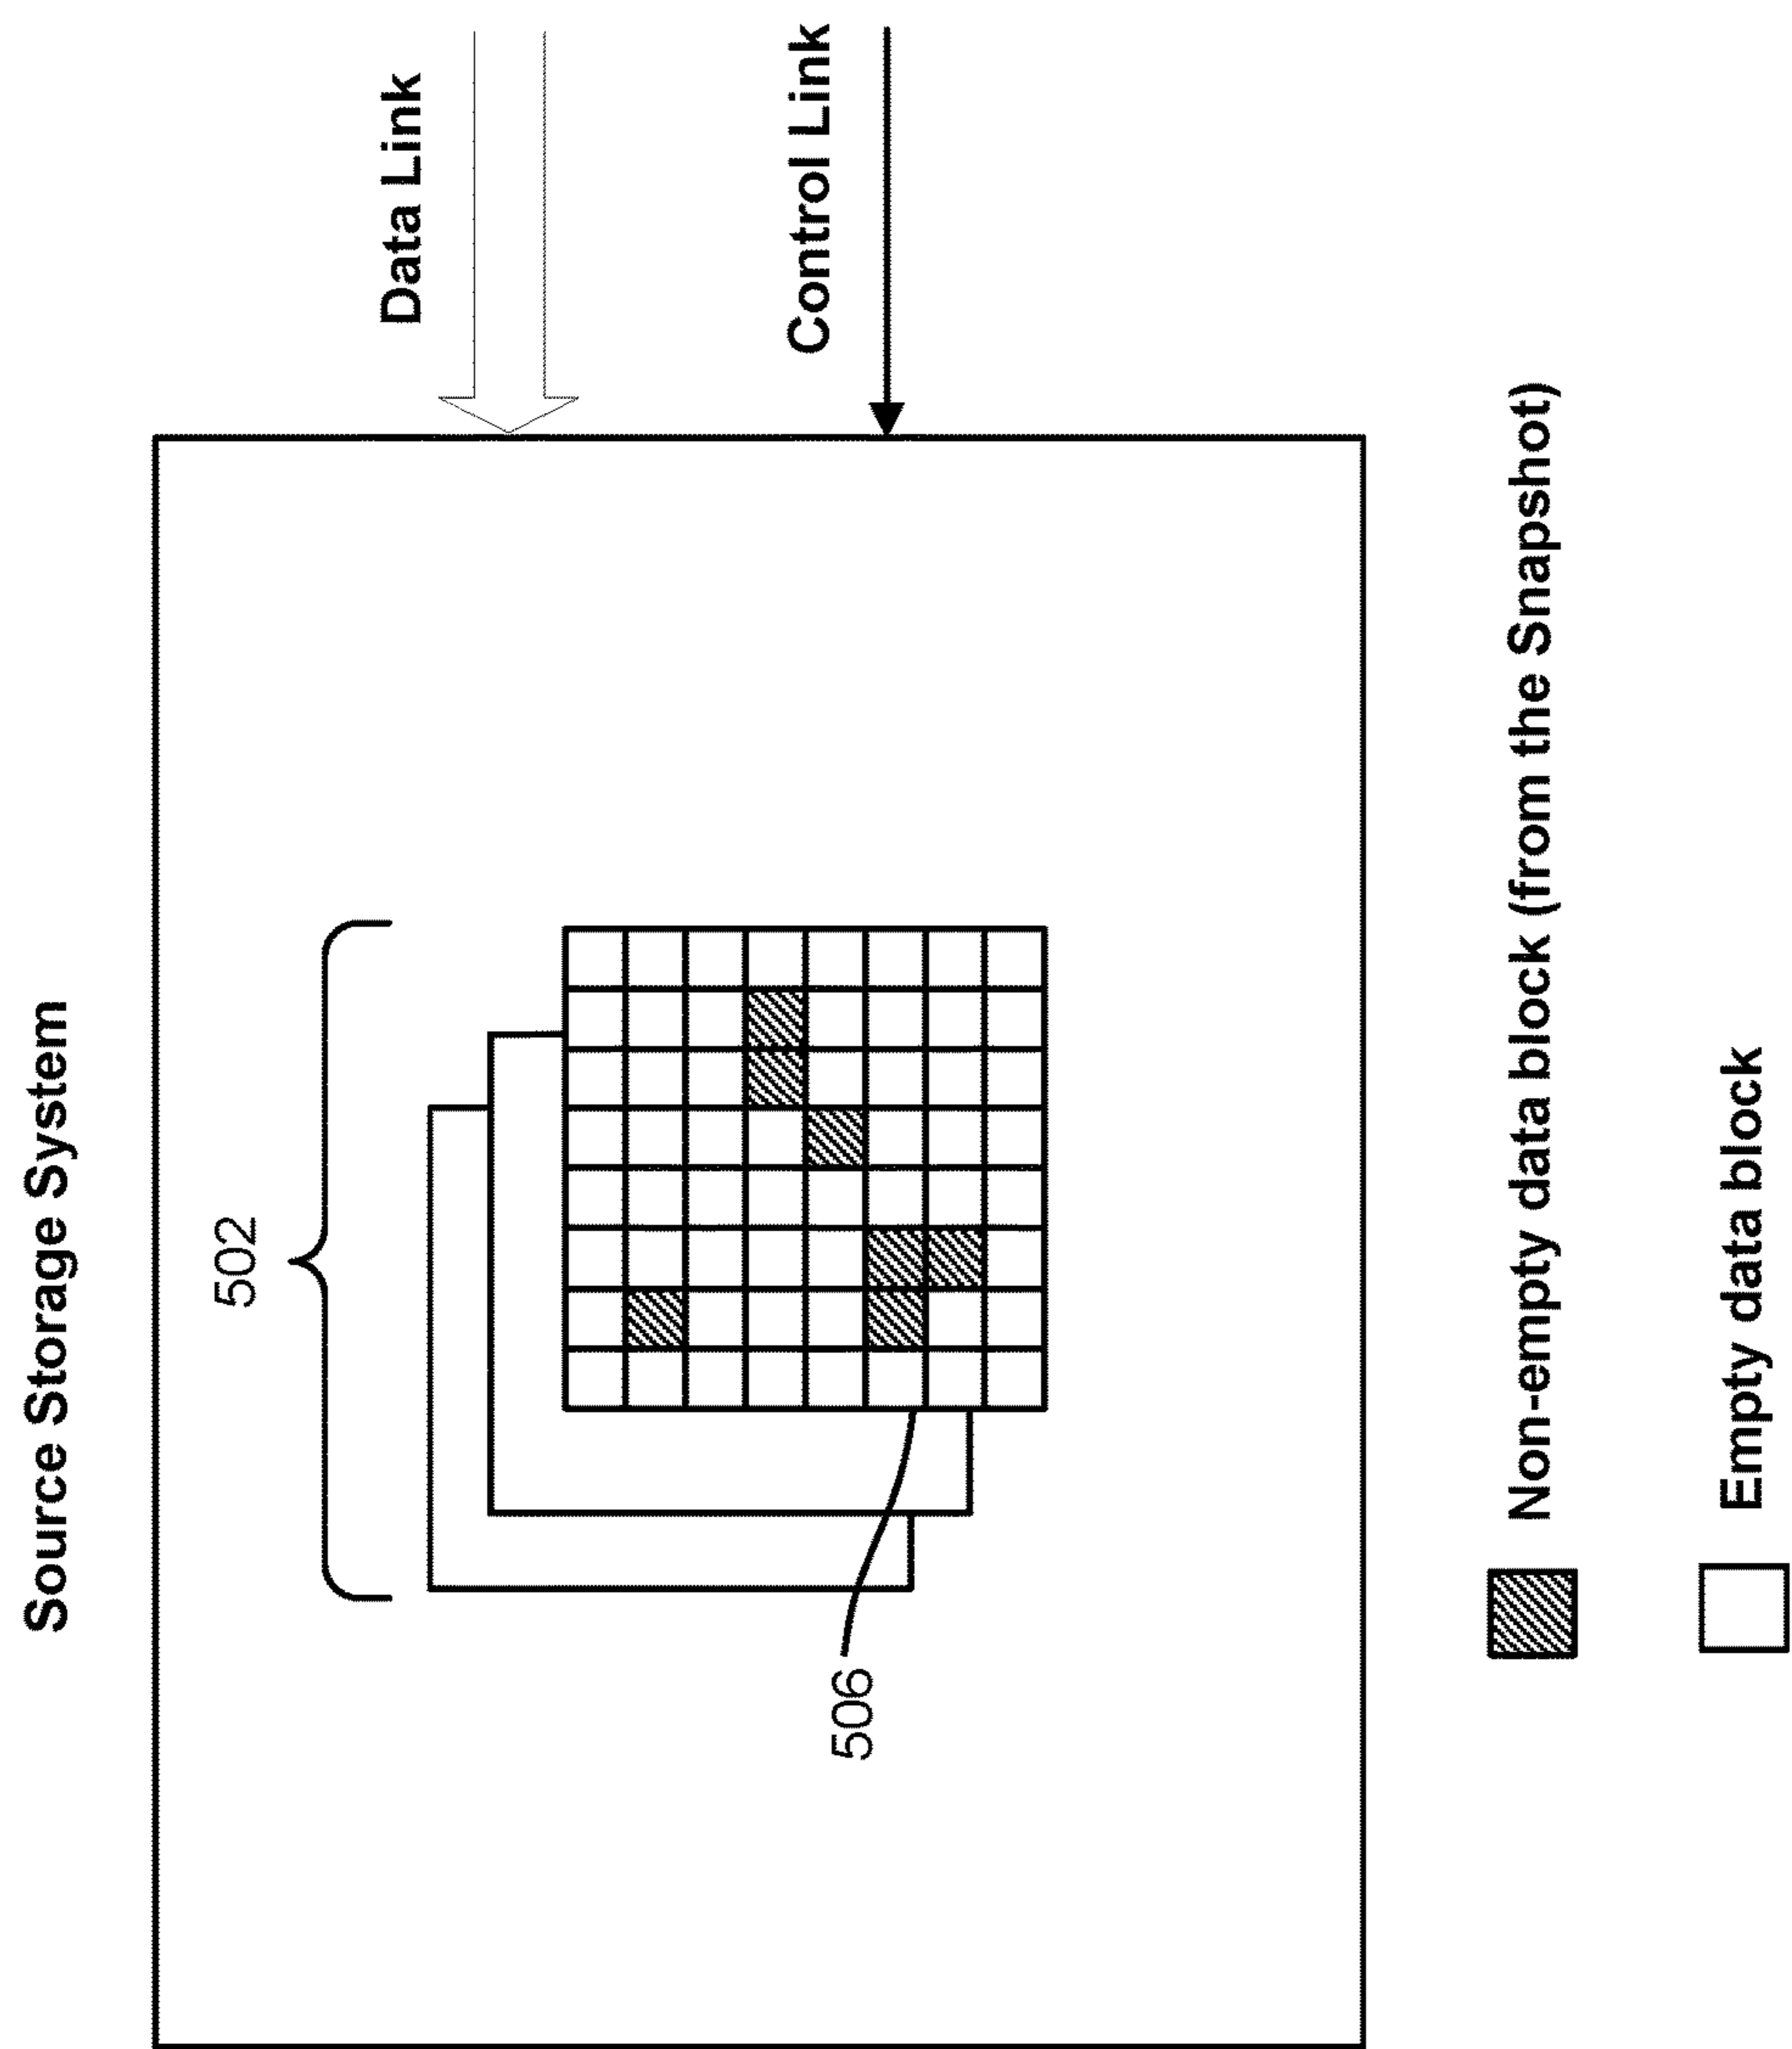 Source Storage System
502
506
Data Link
Control Link
Non-empty data block (from the Snapshot)
Empty data block